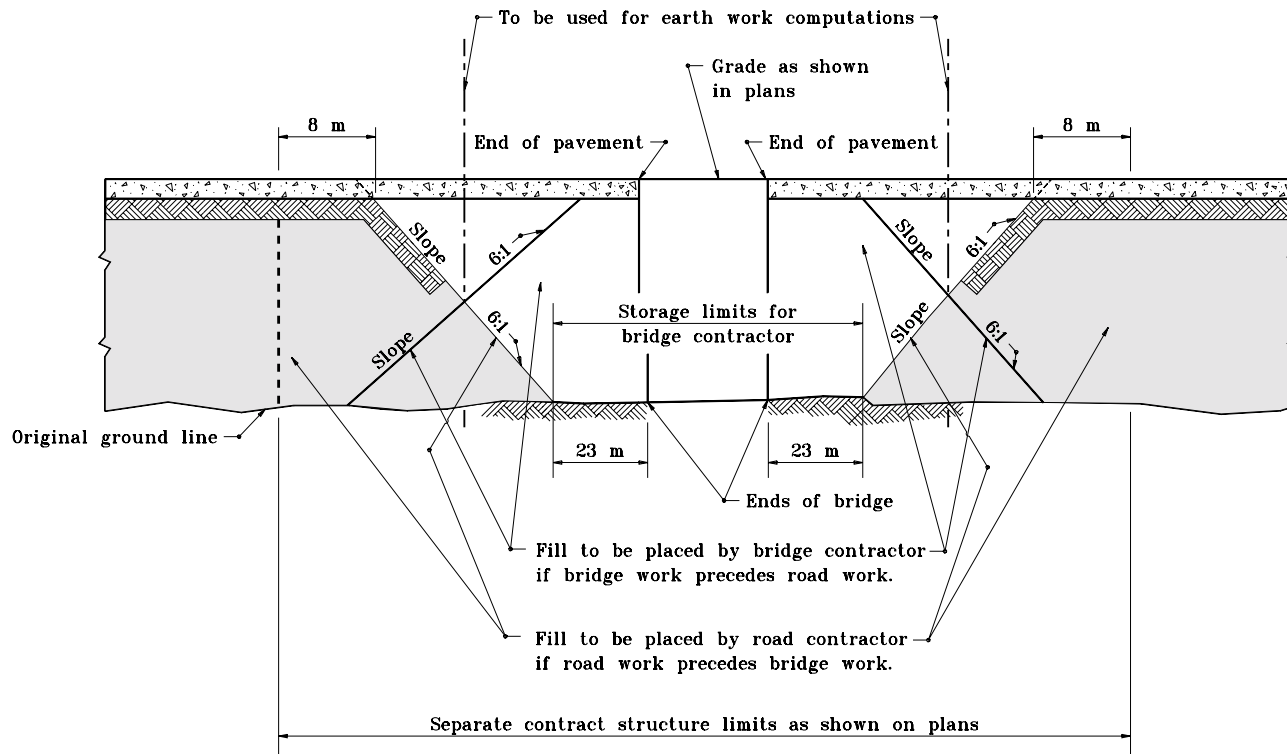 To be used for earth work computations
Grade as shown
in plans
8 m
8 m
End of pavement
End of pavement
Slope
6:1
Slope
6:1
Storage limits for
bridge contractor
6:1
Slope
Slope
6:1
Original ground line
23 m
23 m
Ends of bridge
Fill to be placed by bridge contractor
if bridge work precedes road work.
Fill to be placed by road contractor
if road work precedes bridge work.
Separate contract structure limits as shown on plans